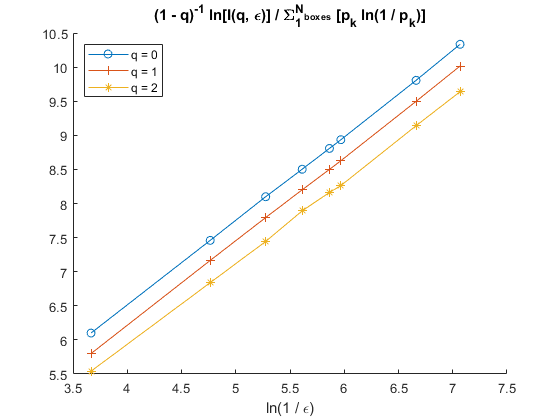 (1 - q)^-1 ln[I(q, ϵ)] / Σ_1^N_boxes [p_k ln(1 / p_k)]
10.5
10
9.5
9
8.5
8
7.5
7
6.5
6
5.5
q = 0
q = 1
q = 2
3.5 4 4.5 5 5.5 6 6.5 7 7.5
ln(1 / ϵ)